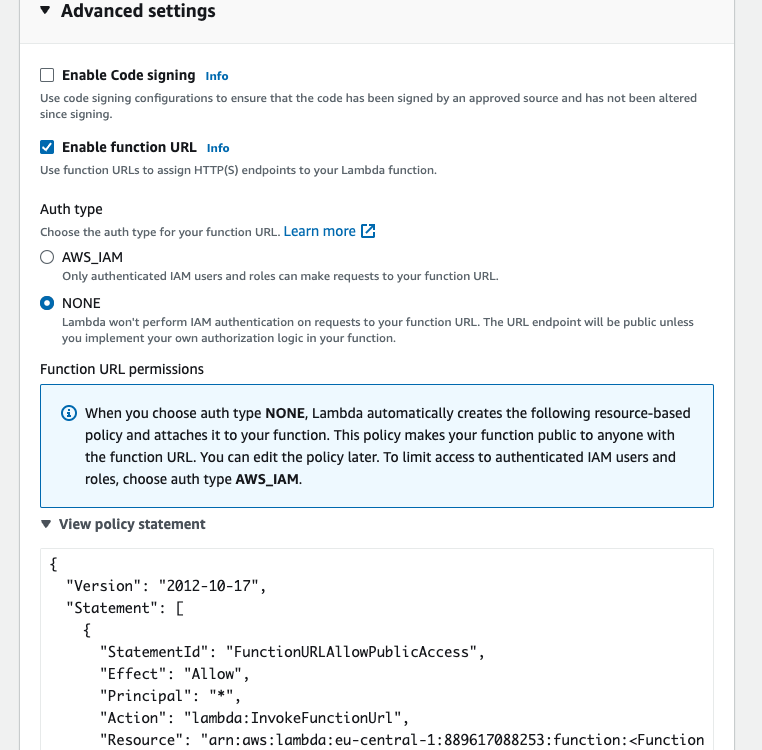 ▼ Advanced settings
Enable Code signing Info
Use code signing configurations to ensure that the code has been signed by an approved source and has not been altered
since signing.
Enable function URL Info
Use function URLs to assign HTTP(S) endpoints to your Lambda function.
Auth type
Choose the auth type for your function URL. Learn more
AWS_IAM
Only authenticated IAM users and roles can make requests to your function URL.
NONE
Lambda won't perform IAM authentication on requests to your function URL. The URL endpoint will be public unless
you implement your own authorization logic in your function.
Function URL permissions
When you choose auth type NONE, Lambda automatically creates the following resource-based
policy and attaches it to your function. This policy makes your function public to anyone with
the function URL. You can edit the policy later. To limit access to authenticated IAM users and
roles, choose auth type AWS_IAM.
▼ View policy statement
{
"Version": "2012-10-17",
"Statement": [
{
"StatementId": "FunctionURLAllowPublicAccess",
"Effect": "Allow",
"Principal": "*",
"Action": "lambda:InvokeFunctionUrl",
"Resource": "arn:aws:lambda:eu-central-1:889617088253:function:<Function